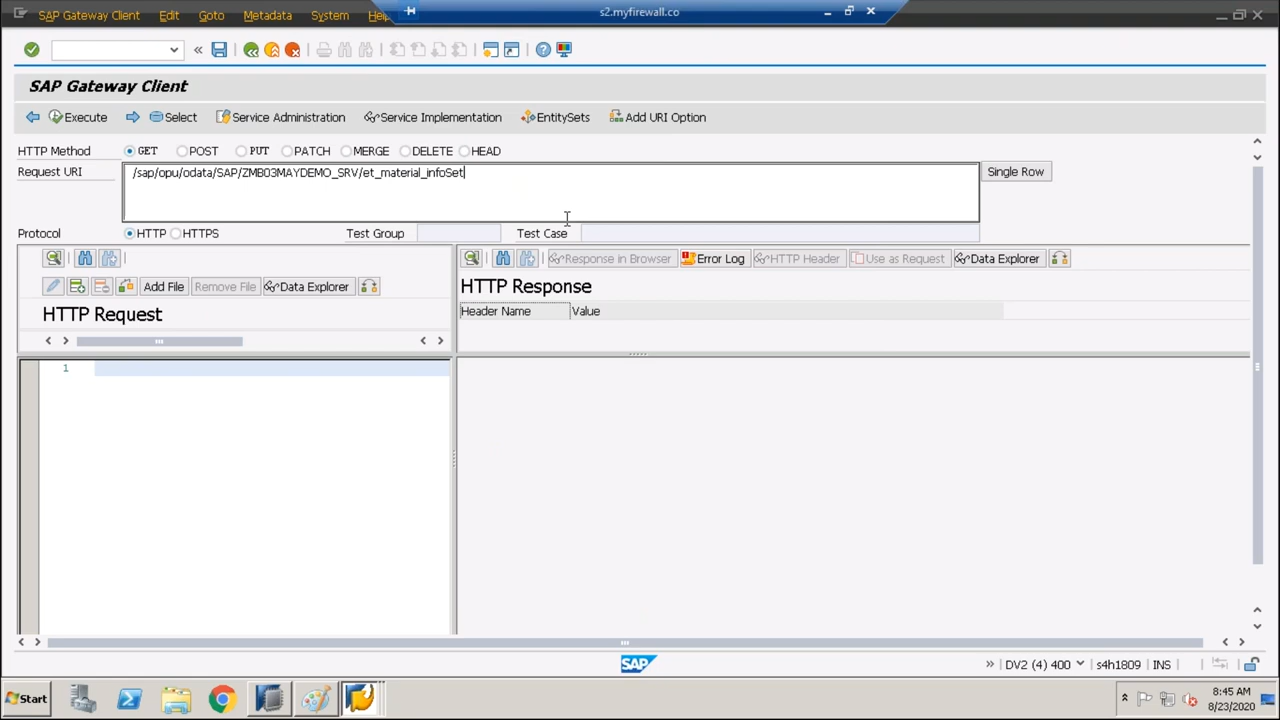 SAP Gateway Client Edit Goto Metadata System Help s2.myfirewall.co
SAP Gateway Client
Execute Select Service Administration Service Implementation EntitySets Add URI Option
HTTP Method GET POST PUT PATCH MERGE DELETE HEAD
Request URI /sap/opu/odata/SAP/ZMB03MAYDEMO_SRV/et_material_infoSet Single Row
Protocol HTTP HTTPS Test Group Test Case
Response in Browser Error Log HTTP Header Use as Request Data Explorer
Add File Remove File Data Explorer HTTP Response
HTTP Request Header Name Value
1
SAP DV2 (4) 400 s4h1809 INS
Start 8:45 AM
8/23/2020